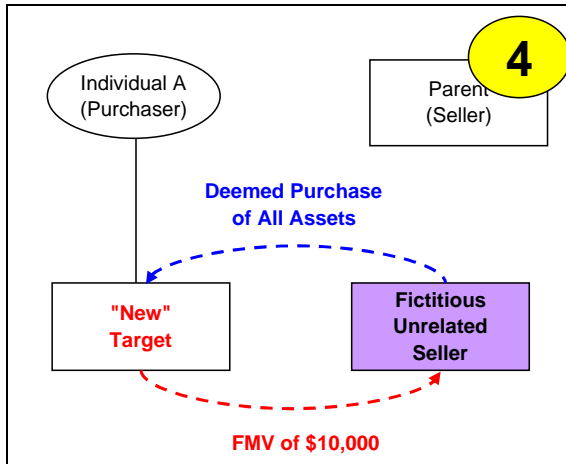 4
Individual A
(Purchaser)
Parent
(Seller)
Deemed Purchase
of All Assets
"New"
Target
Fictitious
Unrelated
Seller
FMV of $10,000